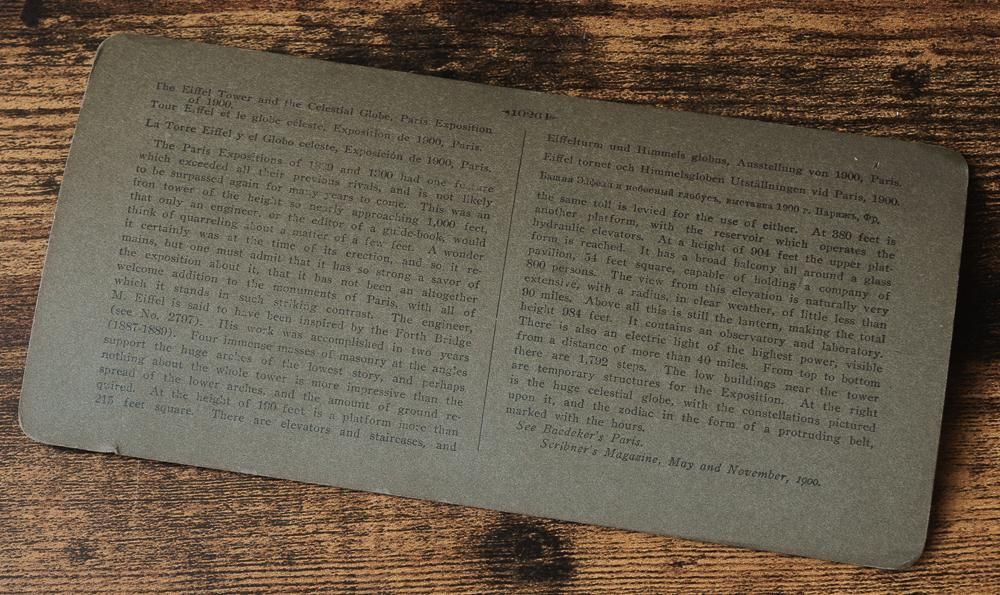 The Eiffel Tower and the Celestial Globe, Paris Exposition
of 1900.
Tour Eiffel et le globe céleste, Exposition de 1900, Paris.
La Torre Eiffel y el Globo celeste, Exposición de 1900, Paris.
The Paris Expositions of 1889 and 1900 had one feature
which exceeded all their previous rivals, and is not likely
to be surpassed again for many years to come. This was an
iron tower of the height so nearly approaching 1,000 feet,
that only an engineer, or the editor of a guide-book, would
think of quarreling about a matter of a few feet. A wonder
it certainly was at the time of its erection, and so it re-
mains, but one must admit that it has so strong a savor of
the exposition about it, that it has not been an altogether
welcome addition to the monuments of Paris, with all of
which it stands in such striking contrast. The engineer,
M. Eiffel is said to have been inspired by the Forth Bridge
(see No. 2797). His work was accomplished in two years
(1887-1889). Four immense masses of masonry at the angles
support the huge arches of the lowest story, and perhaps
nothing about the whole tower is more impressive than the
spread of the lower arches, and the amount of ground re-
quired. At the height of 190 feet is a platform more than
215 feet square. There are elevators and staircases, and
10261
Eiffelturm und Himmels globus, Ausstellung von 1900, Paris.
Eiffel tornet och Himmelsgloben Utställningen vid Paris, 1900.
Башня Эйфеля и небесный глобусъ, выставка 1900 г. Парижъ, Фр.
the same toll is levied for the use of either. At 380 feet is
another platform, with the reservoir which operates the
hydraulic elevators. At a height of 904 feet the upper plat-
form is reached. It has a broad balcony all around a glass
pavilion, 54 feet square, capable of holding a company of
800 persons. The view from this elevation is naturally very
extensive, with a radius, in clear weather, of little less than
90 miles. Above all this is still the lantern, making the total
height 984 feet. It contains an observatory and laboratory.
There is also an electric light of the highest power, visible
from a distance of more than 40 miles. From top to bottom
there are 1,792 steps. The low buildings near the tower
are temporary structures for the Exposition. At the right
is the huge celestial globe, with the constellations pictured
upon it, and the zodiac in the form of a protruding belt,
marked with the hours.
See Baedeker's Paris.
Scribner's Magazine, May and November, 1900.